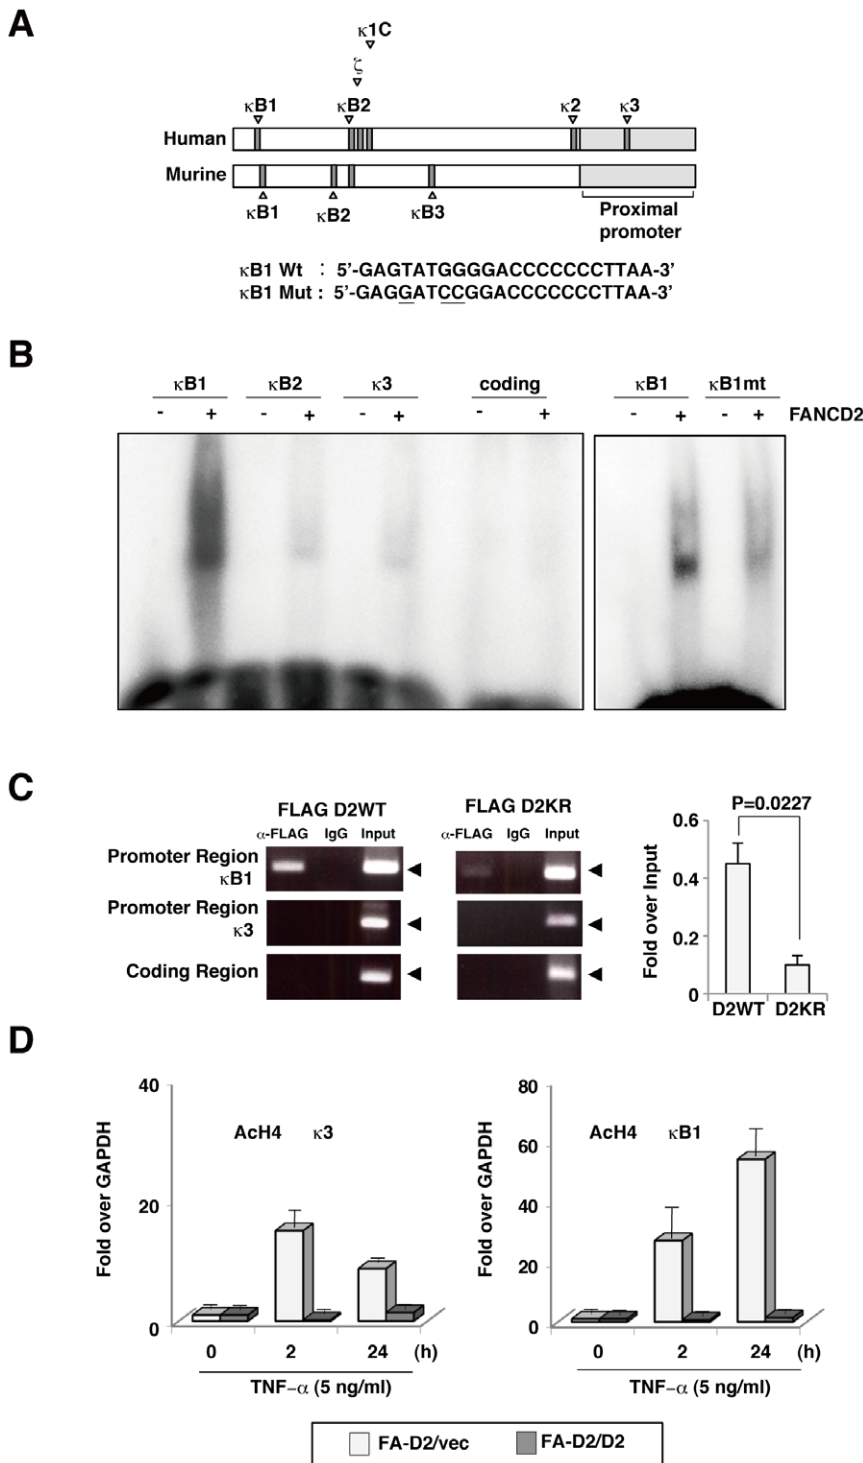 A
κ1C
ζ
κB1 κB2 κ2 κ3
Human
Murine
κB1 κB2 κB3 Proximal
promoter
κB1 Wt : 5’-GAGTATGGGGACCCCCCCTTAA-3’
κB1 Mut : 5’-GAGGATCCGGACCCCCCCTTAA-3’
B
κB1 κB2 κ3 coding κB1 κB1mt
- + - + - + - + - + - + FANCD2
C
FLAG D2WT FLAG D2KR
α-FLAG IgG Input α-FLAG IgG Input
Promoter Region
κB1
Promoter Region
κ3
Coding Region
P=0.0227
Fold over Input
0.6
0.4
0.2
0
D2WT D2KR
D
Fold over GAPDH
40
20
0
AcH4 κ3
0 2 24 (h)
TNF-α (5 ng/ml)
Fold over GAPDH
80
60
40
20
0
AcH4 κB1
0 2 24 (h)
TNF-α (5 ng/ml)
FA-D2/vec FA-D2/D2